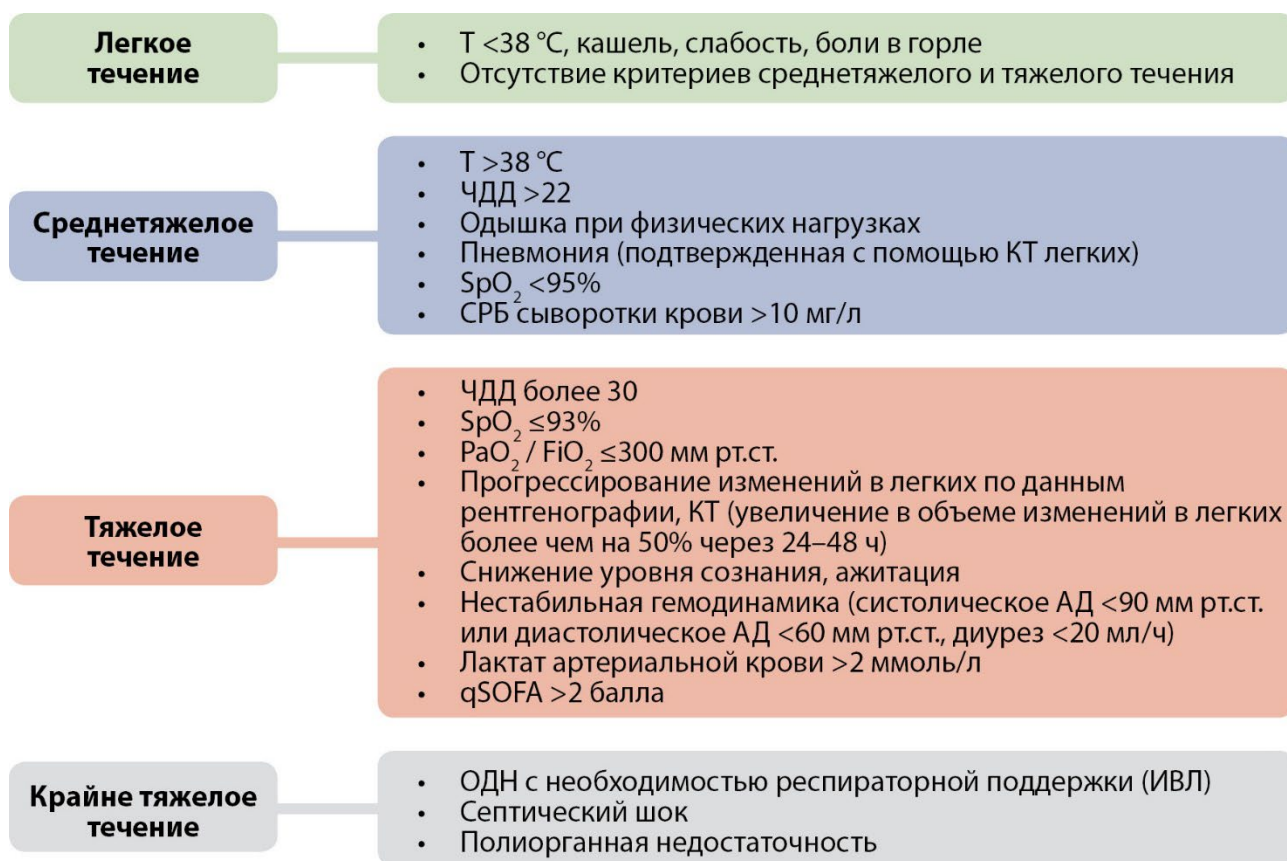 Легкое
течение
• T <38 °C, кашель, слабость, боли в горле
• Отсутствие критериев среднетяжелого и тяжелого течения
Среднетяжелое
течение
• T >38 °C
• ЧДД >22
• Одышка при физических нагрузках
• Пневмония (подтвержденная с помощью КТ легких)
• SpO₂ <95%
• СРБ сыворотки крови >10 мг/л
Тяжелое
течение
• ЧДД более 30
• SpO₂ ≤93%
• PaO₂ / FiO₂ ≤300 мм рт.ст.
• Прогрессирование изменений в легких по данным
рентгенографии, КТ (увеличение в объеме изменений в легких
более чем на 50% через 24–48 ч)
• Снижение уровня сознания, ажитация
• Нестабильная гемодинамика (систолическое АД <90 мм рт.ст.
или диастолическое АД <60 мм рт.ст., диурез <20 мл/ч)
• Лактат артериальной крови >2 ммоль/л
• qSOFA >2 балла
Крайне тяжелое
течение
• ОДН с необходимостью респираторной поддержки (ИВЛ)
• Септический шок
• Полиорганная недостаточность